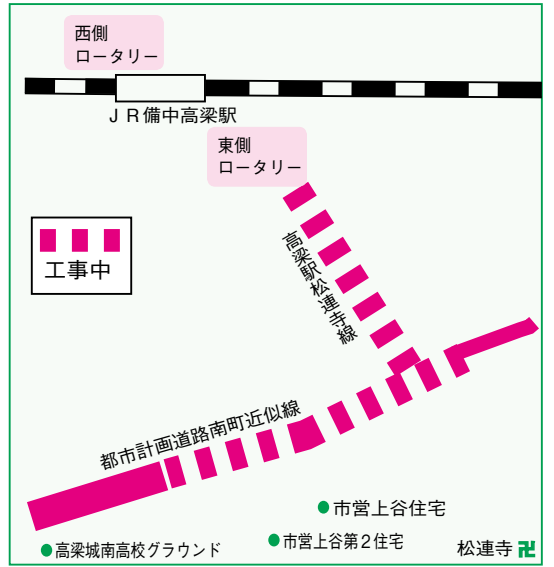 西側
ロータリー
ＪＲ備中高梁駅
東側
ロータリー
工事中
高梁駅松連寺線
都市計画道路南町近似線
市営上谷住宅
市営上谷第２住宅
高梁城南高校グラウンド
松連寺 卍